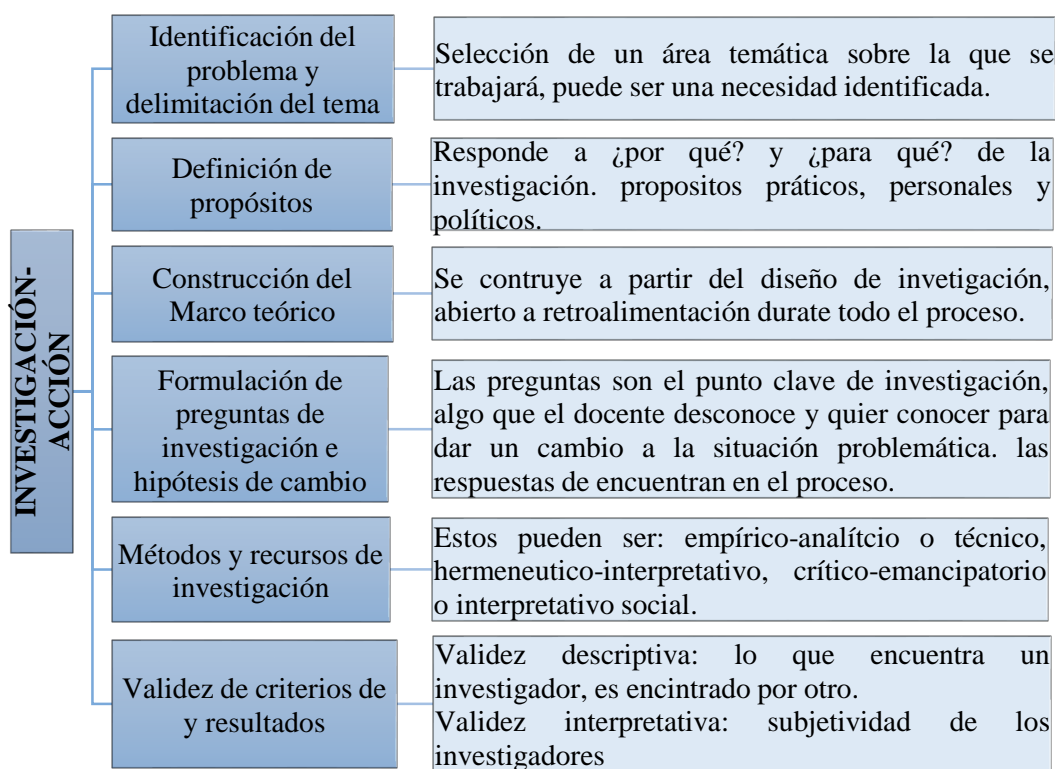 INVESTIGACIÓN-
ACCIÓN
Identificación del
problema y
delimitación del tema
Selección de un área temática sobre la que se
trabajará, puede ser una necesidad identificada.
Definición de
propósitos
Responde a ¿por qué? y ¿para qué? de la
investigación. propositos práticos, personales y
políticos.
Construcción del
Marco teórico
Se contruye a partir del diseño de invetigación,
abierto a retroalimentación durate todo el proceso.
Formulación de
preguntas de
investigación e
hipótesis de cambio
Las preguntas son el punto clave de investigación,
algo que el docente desconoce y quier conocer para
dar un cambio a la situación problemática. las
respuestas de encuentran en el proceso.
Métodos y recursos de
investigación
Estos pueden ser: empírico-analítcio o técnico,
hermeneutico-interpretativo, crítico-emancipatorio
o interpretativo social.
Validez de criterios de
y resultados
Validez descriptiva: lo que encuentra un
investigador, es encintrado por otro.
Validez interpretativa: subjetividad de los
investigadores